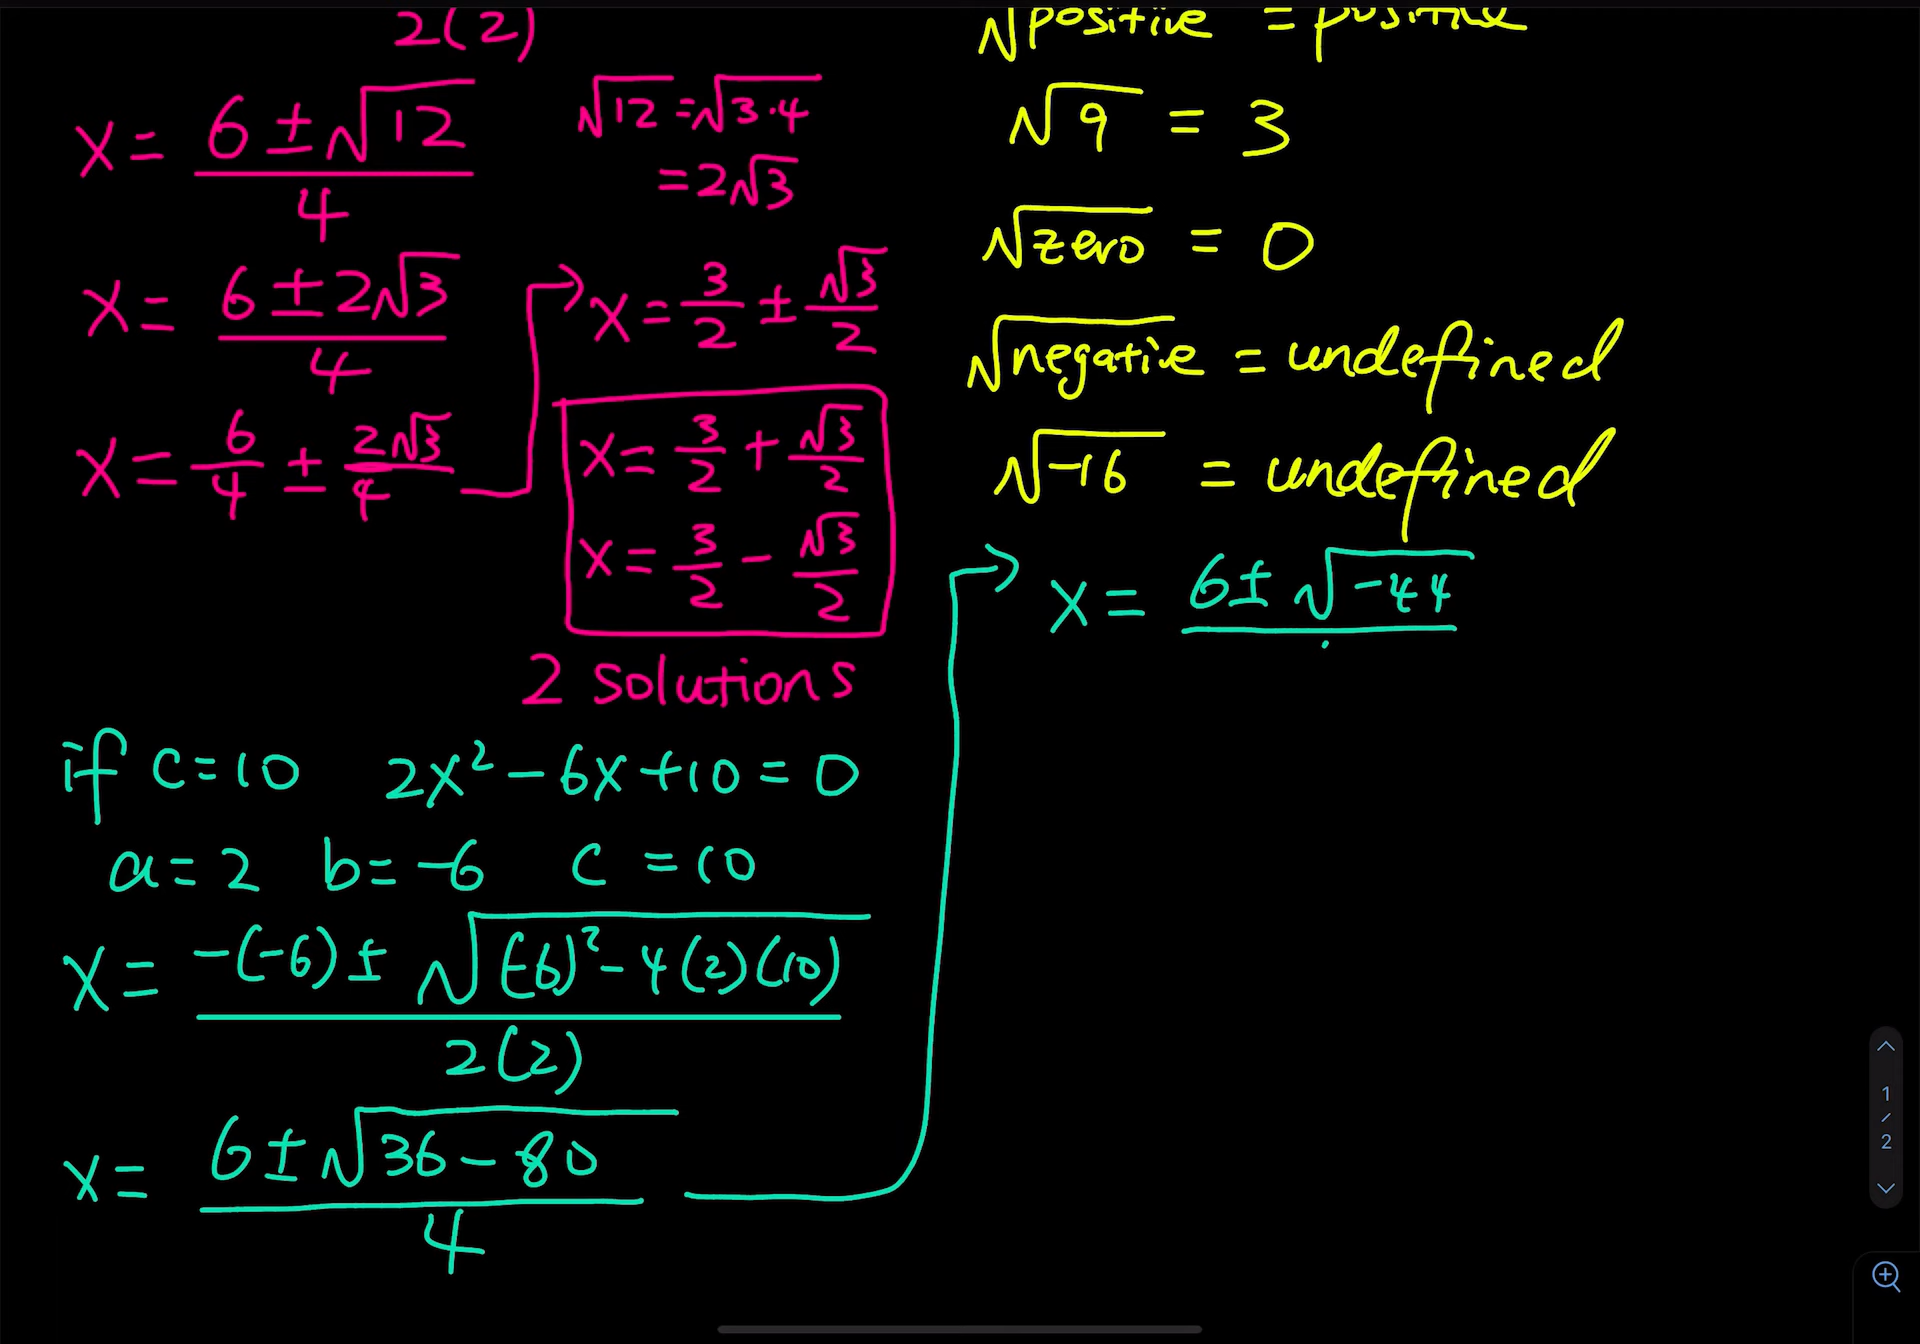 2(2)
x = 6 ± √12 / 4
√12 = √3·4
= 2√3
x = 6 ± 2√3 / 4
x = 6/4 ± 2√3/4
x = 3/2 ± √3/2
x = 3/2 + √3/2
x = 3/2 - √3/2
2 solutions
if c=10 2x² - 6x + 10 = 0
a = 2 b = -6 c = 10
x = -(-6) ± √(-6)² - 4(2)(10) / 2(2)
x = 6 ± √36 - 80 / 4
√positive = positive
√9 = 3
√zero = 0
√negative = undefined
√-16 = undefined
x = 6 ± √-44
1
/
2